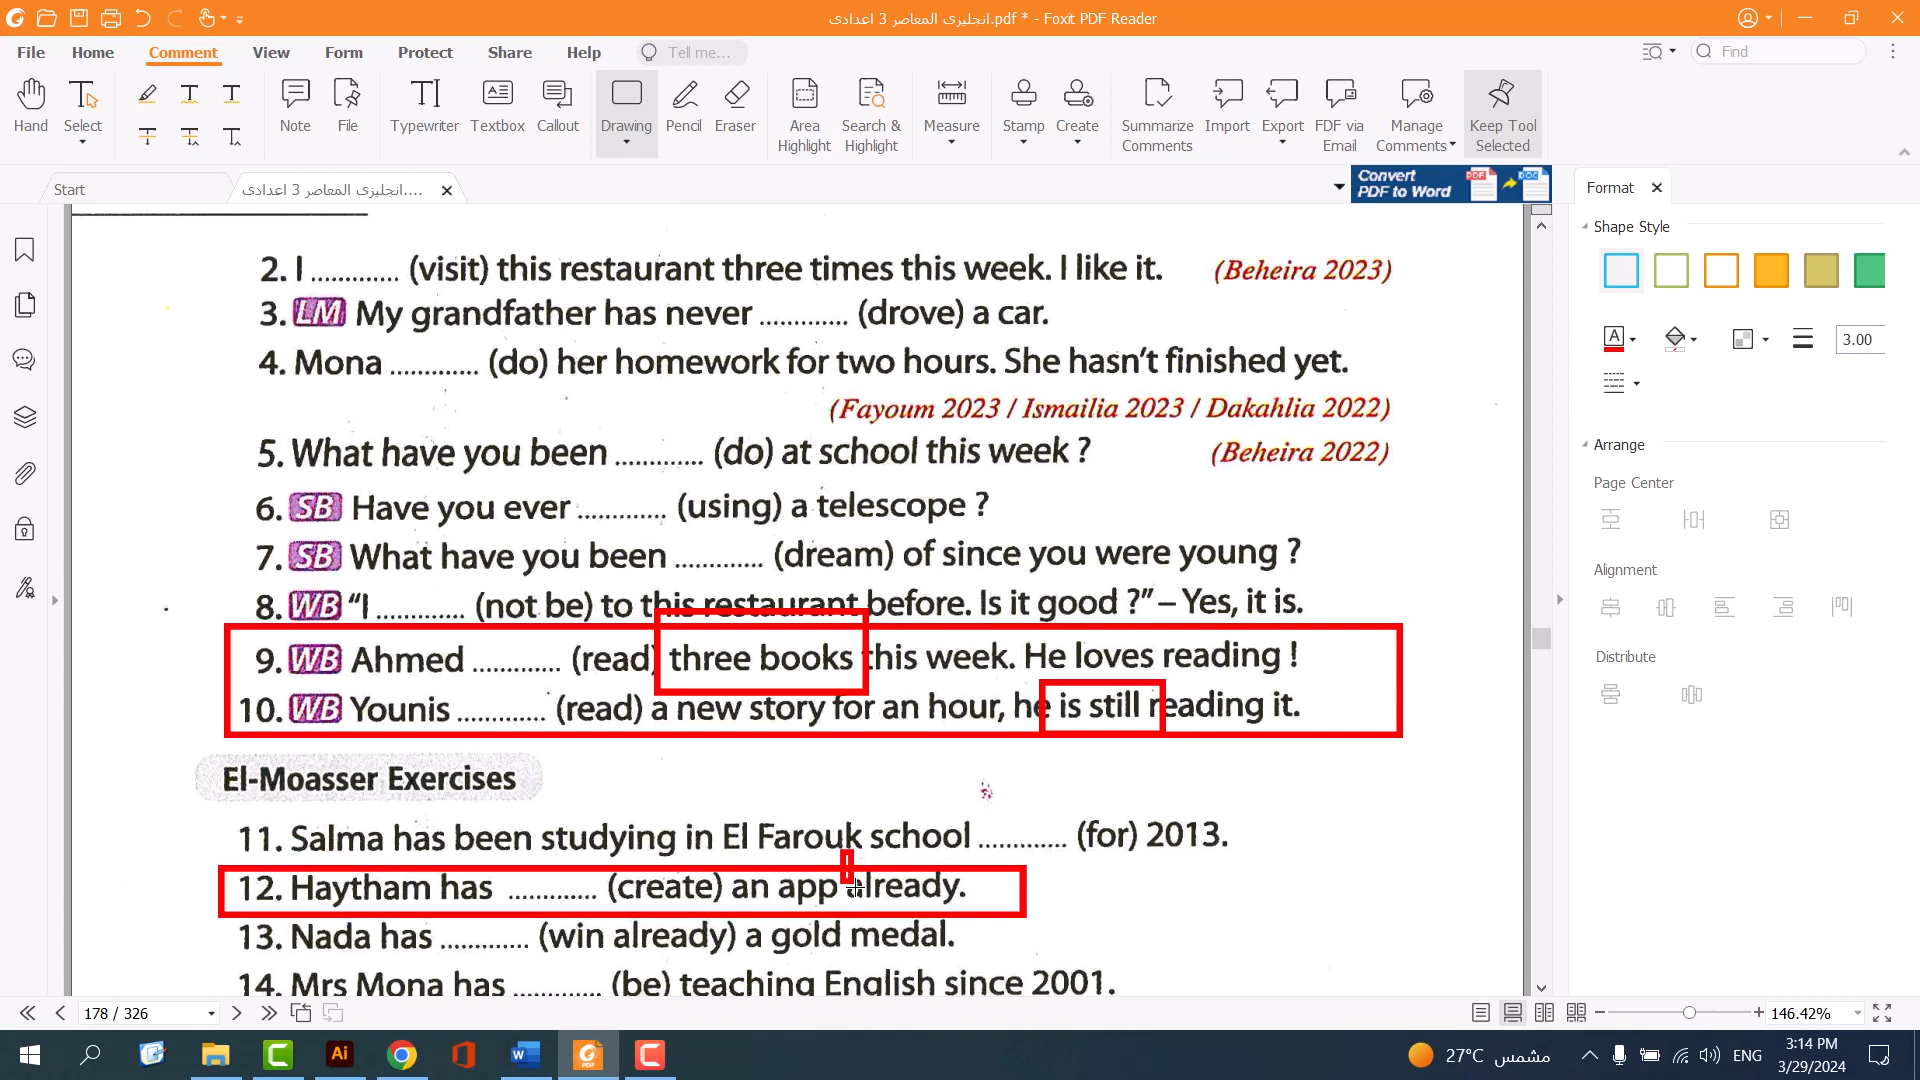 انجليزى المعاصر 3 اعدادى.pdf * - Foxit PDF Reader
File Home Comment View Form Protect Share Help Tell me... Find
Hand Select Note File Typewriter Textbox Callout Drawing Pencil Eraser Area Highlight Search & Highlight Measure Stamp Create Summarize Comments Import Export FDF via Email Manage Comments Keep Tool Selected
Start انجليزى المعاصر 3 اعدادى.... Convert PDF to Word PDF DOC
Format
Shape Style
3.00
Arrange
Page Center
Alignment
Distribute
2. I ............. (visit) this restaurant three times this week. I like it. (Beheira 2023)
3. LM My grandfather has never ............. (drove) a car.
4. Mona ............. (do) her homework for two hours. She hasn't finished yet.
(Fayoum 2023 / Ismailia 2023 / Dakahlia 2022)
5. What have you been ............. (do) at school this week ? (Beheira 2022)
6. SB Have you ever ............. (using) a telescope ?
7. SB What have you been ............. (dream) of since you were young ?
8. WB "I ............. (not be) to this restaurant before. Is it good ?" – Yes, it is.
9. WB Ahmed ............. (read) three books this week. He loves reading !
10. WB Younis ............. (read) a new story for an hour, he is still reading it.
El-Moasser Exercises
11. Salma has been studying in El Farouk school ............. (for) 2013.
12. Haytham has ............. (create) an app already.
13. Nada has ............. (win already) a gold medal.
14. Mrs Mona has ............. (be) teaching English since 2001.
178 / 326 146.42%
Ai 27°C مشمس ENG 3:14 PM
3/29/2024